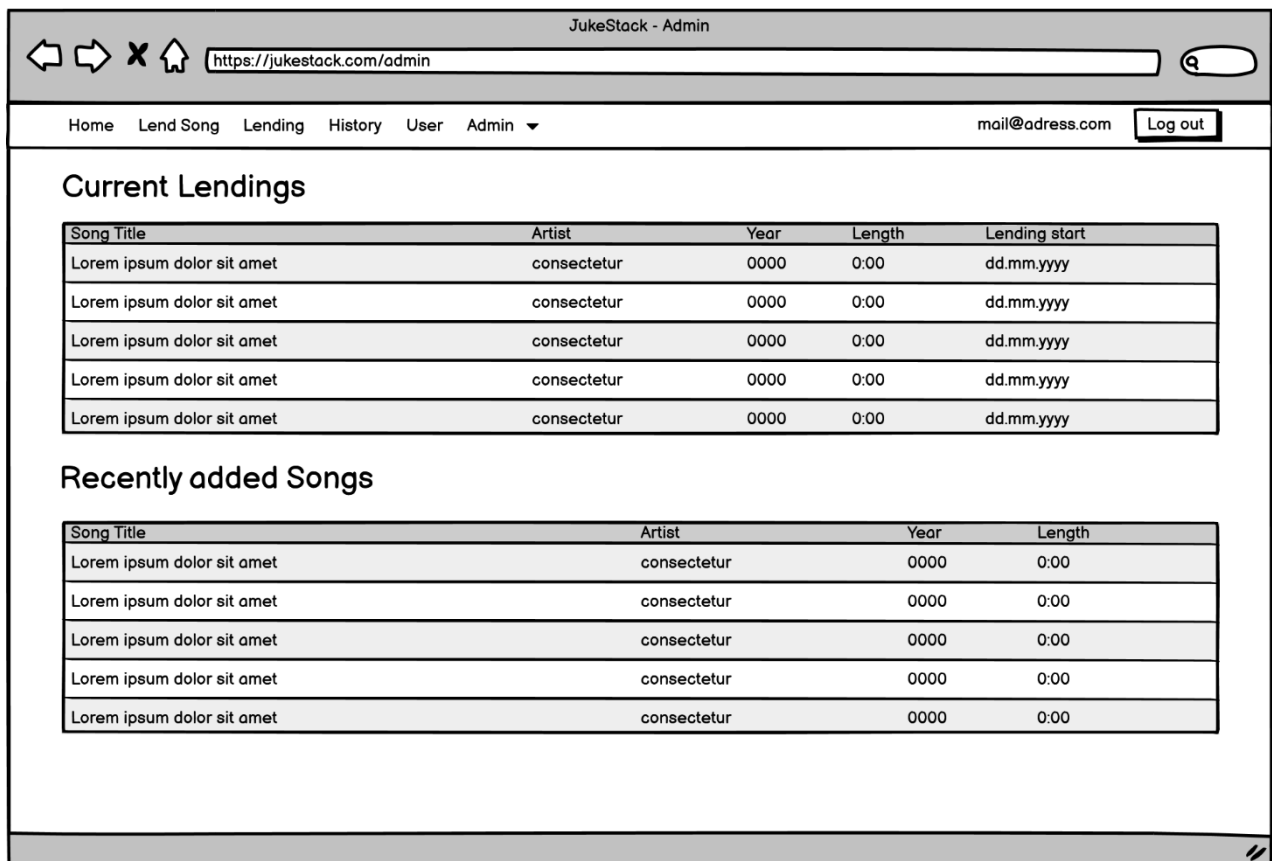 JukeStack - Admin
https://jukestack.com/admin
Home Lend Song Lending History User Admin mail@adress.com Log out
Current Lendings
Song Title Artist Year Length Lending start
Lorem ipsum dolor sit amet consectetur 0000 0:00 dd.mm.yyyy
Lorem ipsum dolor sit amet consectetur 0000 0:00 dd.mm.yyyy
Lorem ipsum dolor sit amet consectetur 0000 0:00 dd.mm.yyyy
Lorem ipsum dolor sit amet consectetur 0000 0:00 dd.mm.yyyy
Lorem ipsum dolor sit amet consectetur 0000 0:00 dd.mm.yyyy
Recently added Songs
Song Title Artist Year Length
Lorem ipsum dolor sit amet consectetur 0000 0:00
Lorem ipsum dolor sit amet consectetur 0000 0:00
Lorem ipsum dolor sit amet consectetur 0000 0:00
Lorem ipsum dolor sit amet consectetur 0000 0:00
Lorem ipsum dolor sit amet consectetur 0000 0:00